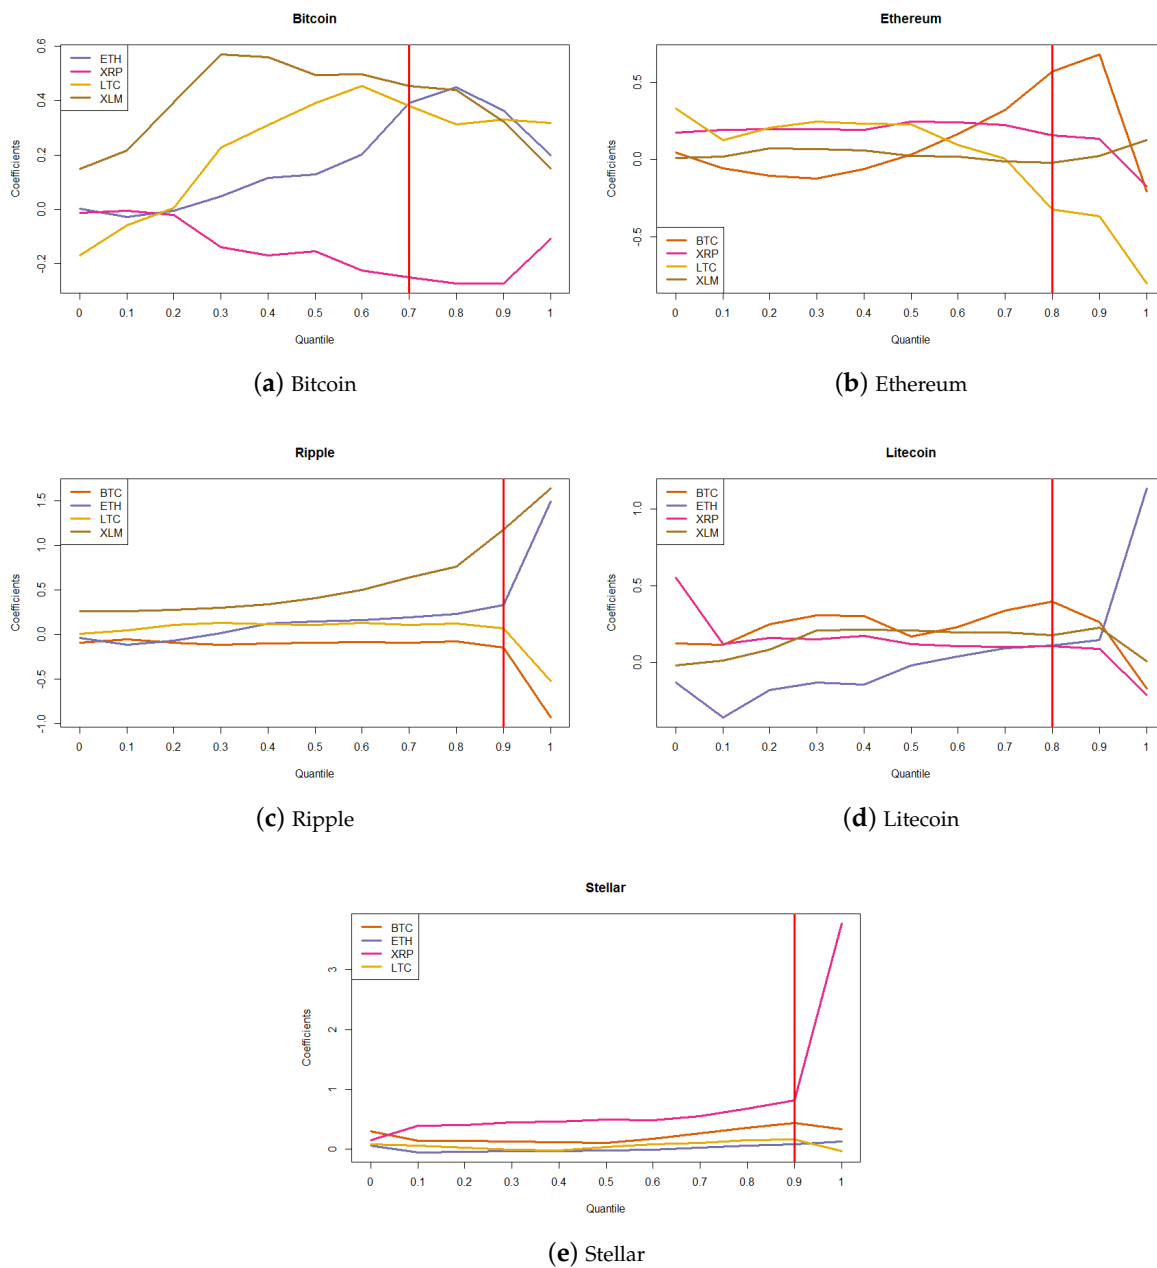 Bitcoin
ETH
XRP
LTC
XLM
Coefficients
0.6
0.4
0.2
0.0
-0.2
0 0.1 0.2 0.3 0.4 0.5 0.6 0.7 0.8 0.9 1
Quantile
(a) Bitcoin
Ethereum
BTC
XRP
LTC
XLM
Coefficients
0.5
0.0
-0.5
0 0.1 0.2 0.3 0.4 0.5 0.6 0.7 0.8 0.9 1
Quantile
(b) Ethereum
Ripple
BTC
ETH
LTC
XLM
Coefficients
1.5
1.0
0.5
0.0
-0.5
-1.0
0 0.1 0.2 0.3 0.4 0.5 0.6 0.7 0.8 0.9 1
Quantile
(c) Ripple
Litecoin
BTC
ETH
XRP
XLM
Coefficients
1.0
0.5
0.0
0 0.1 0.2 0.3 0.4 0.5 0.6 0.7 0.8 0.9 1
Quantile
(d) Litecoin
Stellar
BTC
ETH
XRP
LTC
Coefficients
3
2
1
0
0 0.1 0.2 0.3 0.4 0.5 0.6 0.7 0.8 0.9 1
Quantile
(e) Stellar